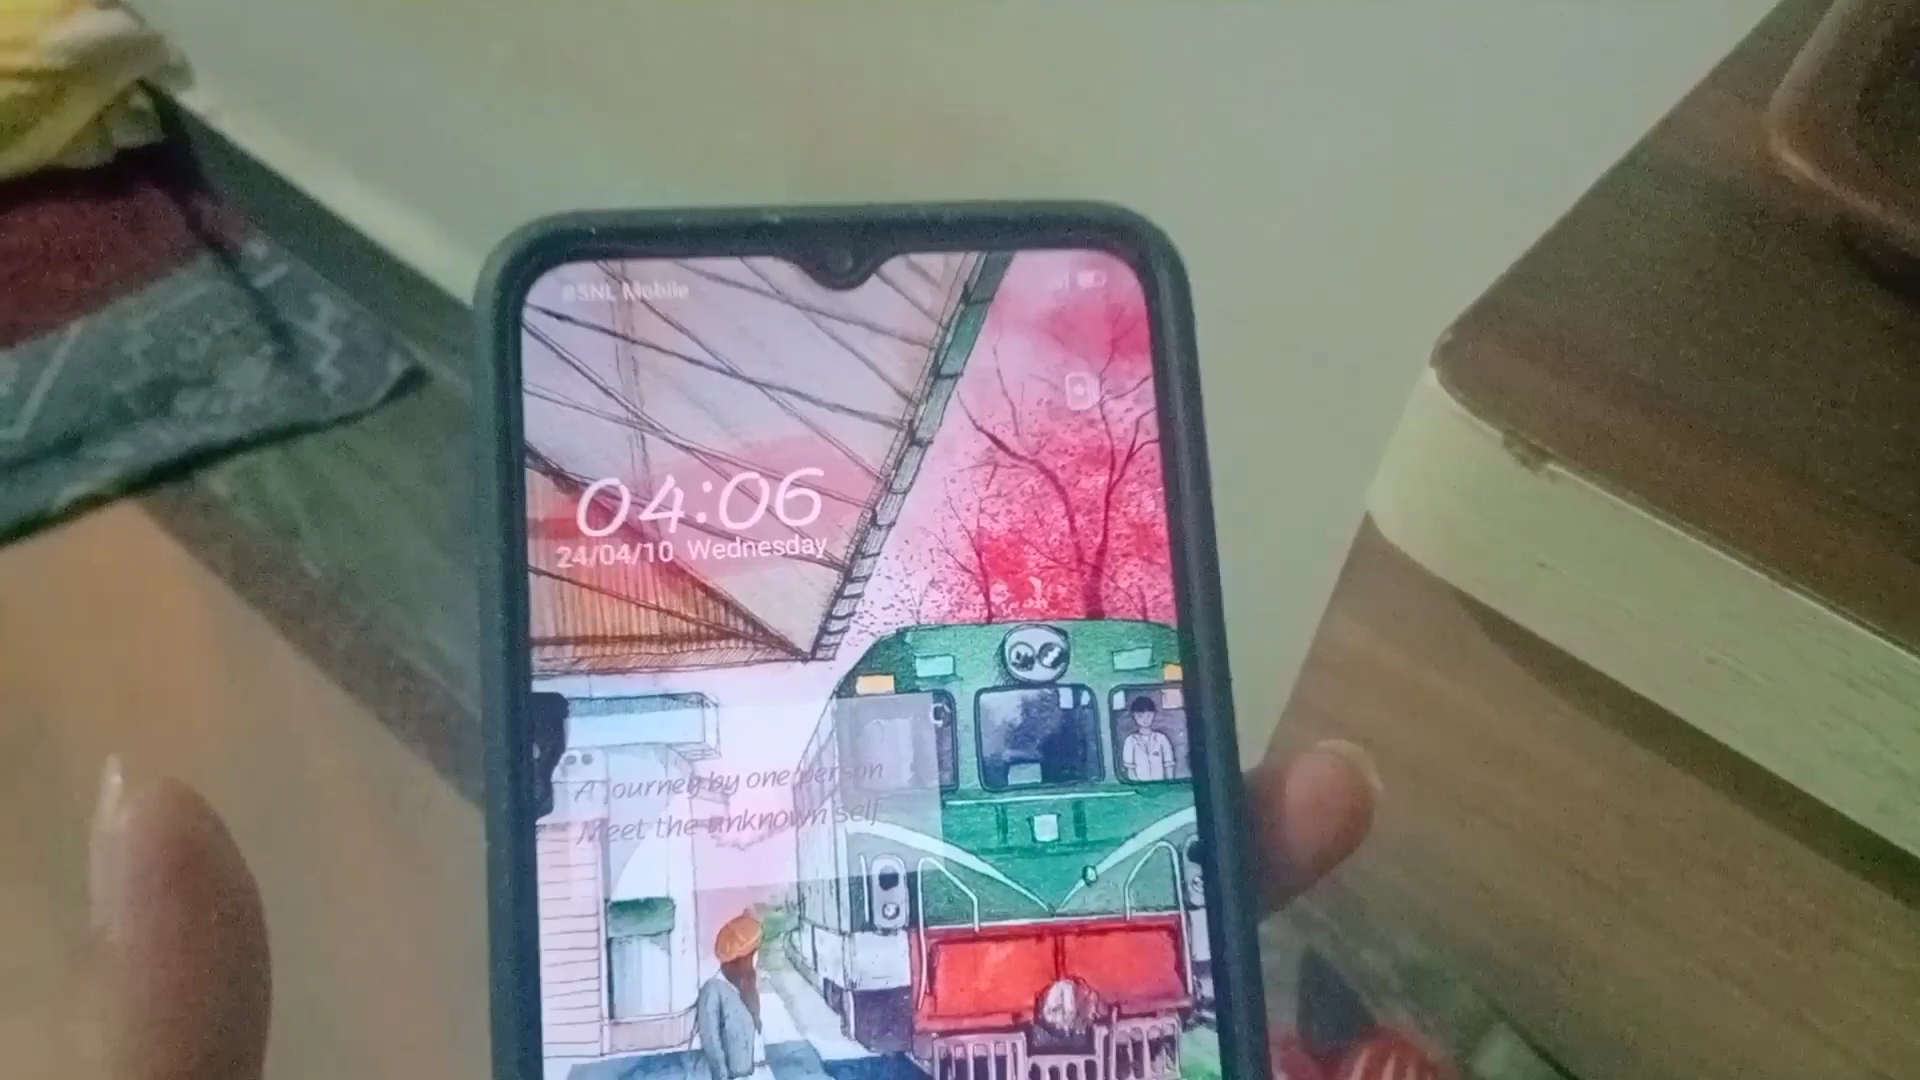 BSNL Mobile
04:06
24/04/10 Wednesday
A Journey by one person
Meet the unknown self